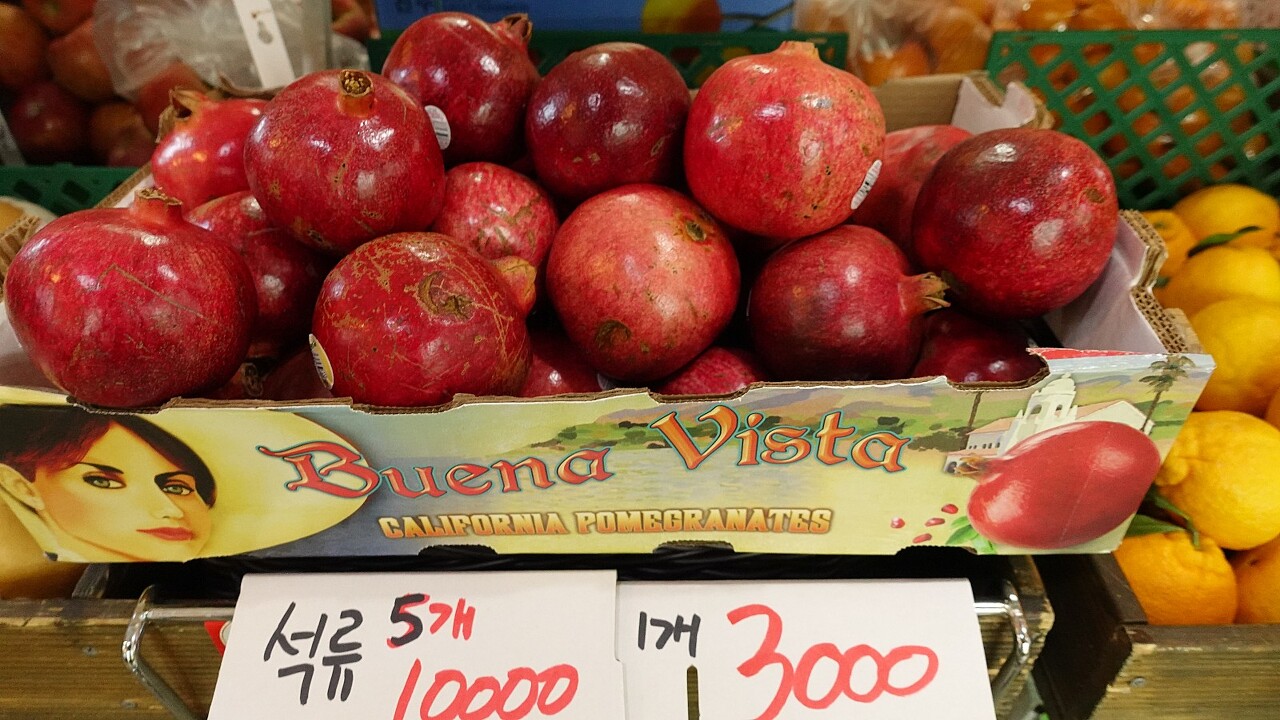 Buena Vista
CALIFORNIA POMEGRANATES
석류 5개
10000
1개 3000